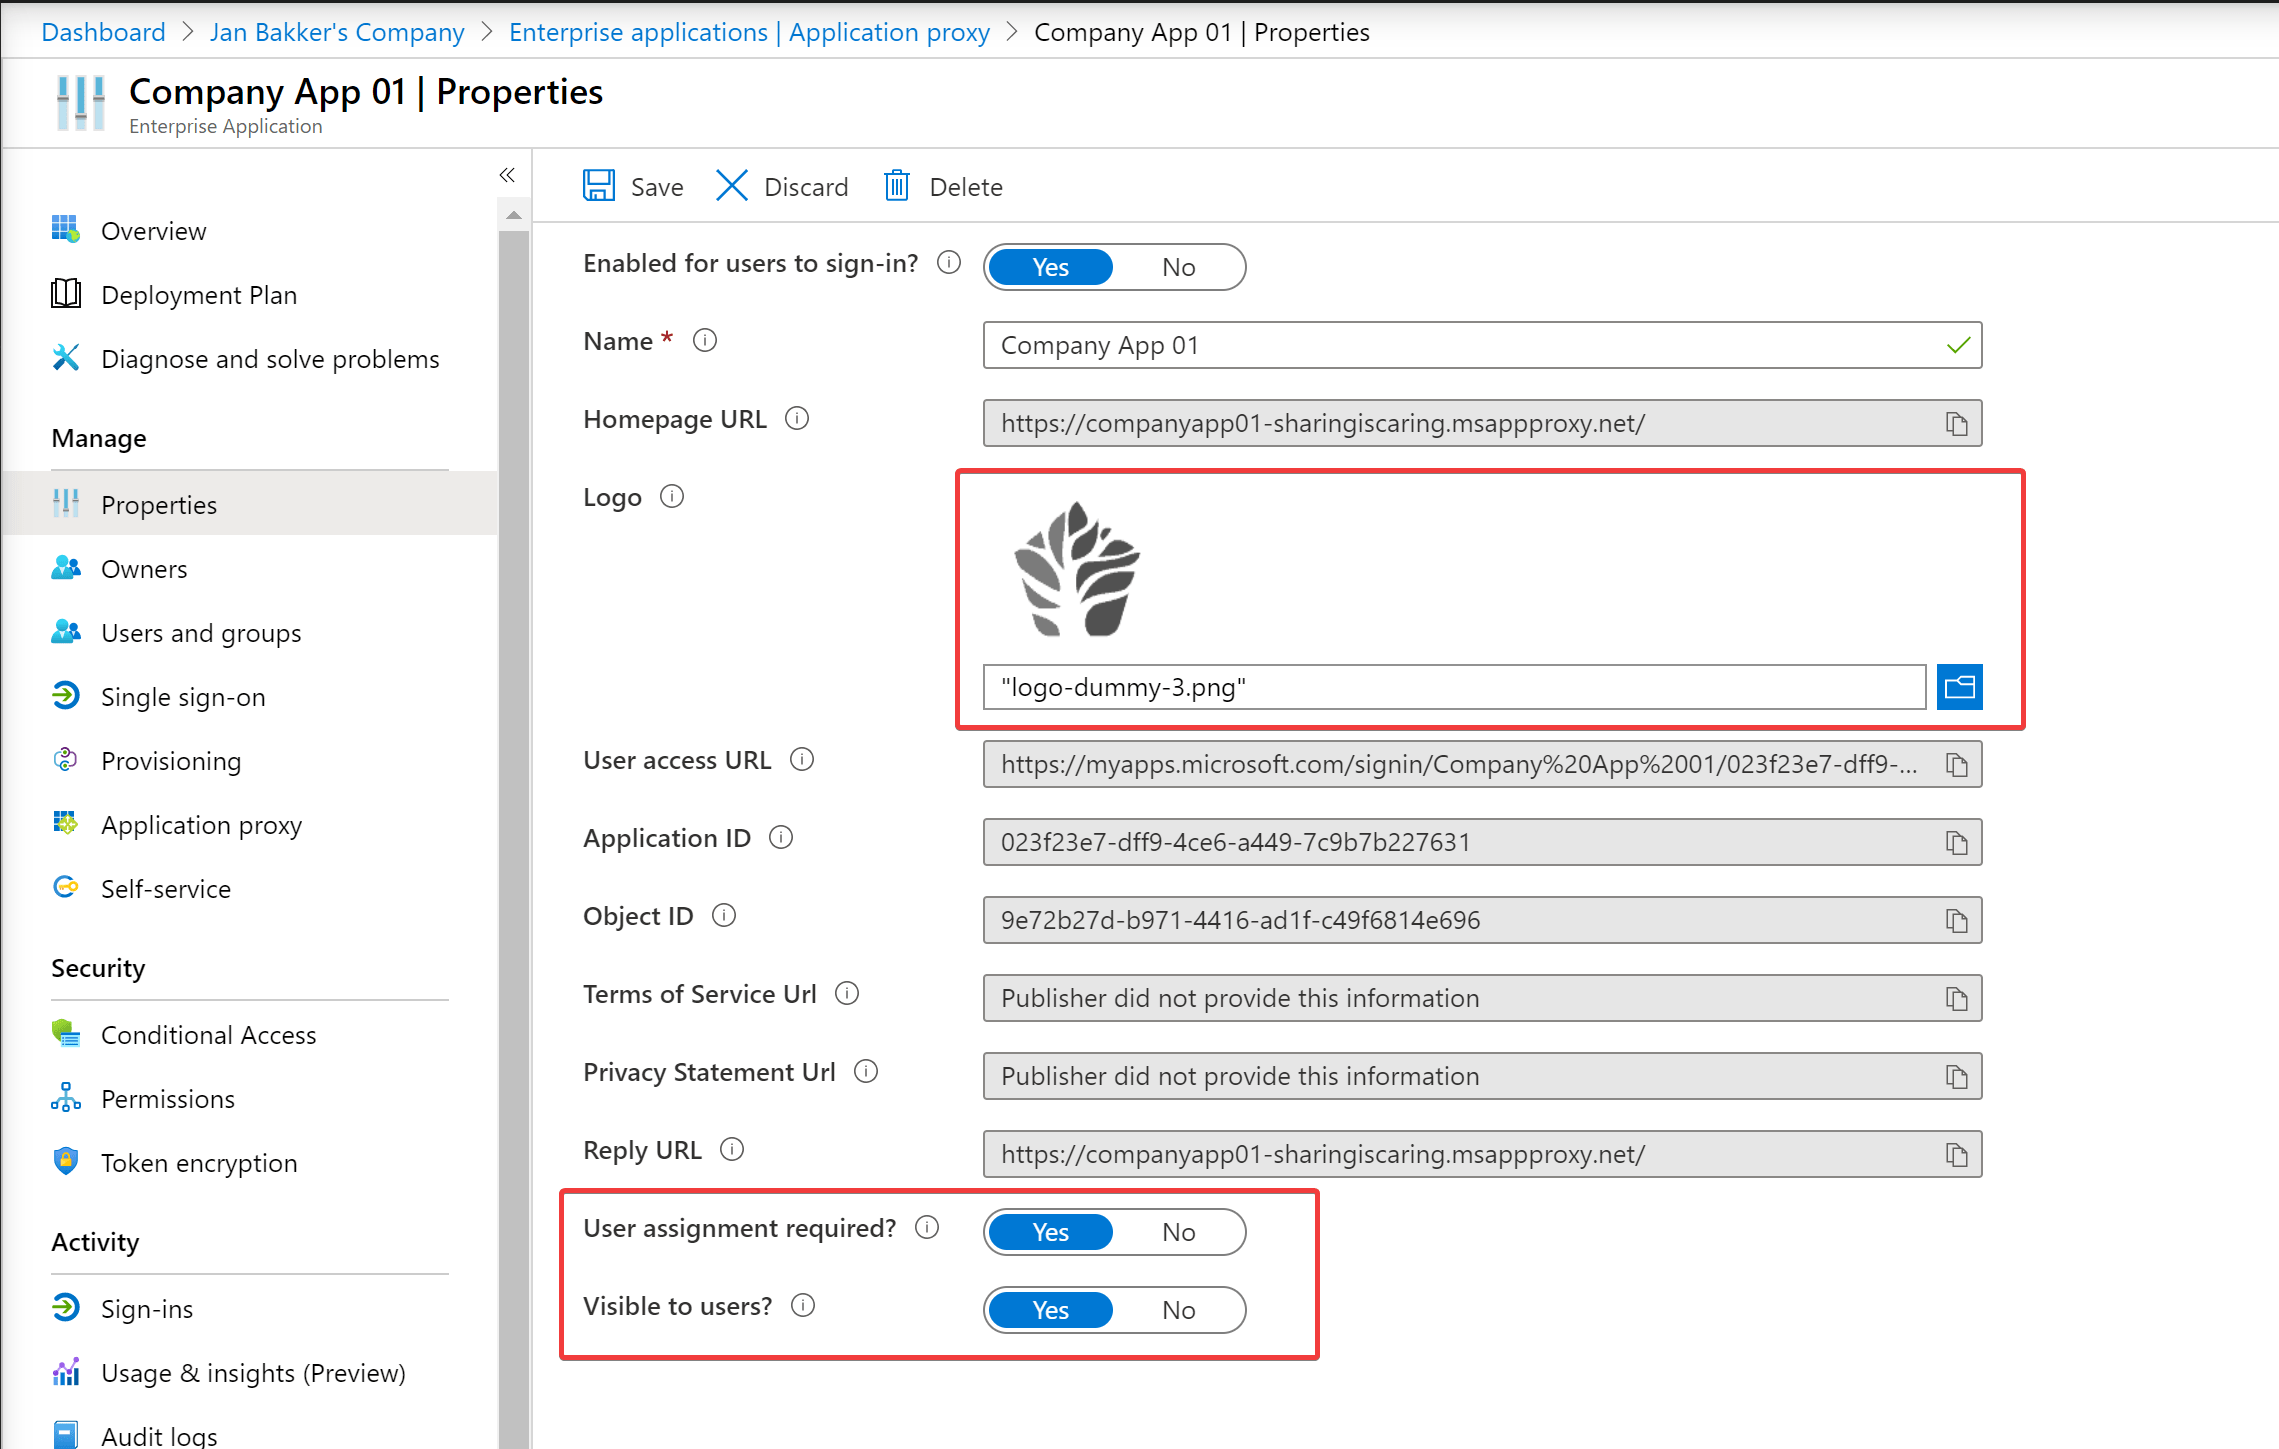 Dashboard > Jan Bakker's Company > Enterprise applications | Application proxy > Company App 01 | Properties
Company App 01 | Properties
Enterprise Application
«
Overview
Deployment Plan
Diagnose and solve problems
Manage
Properties
Owners
Users and groups
Single sign-on
Provisioning
Application proxy
Self-service
Security
Conditional Access
Permissions
Token encryption
Activity
Sign-ins
Usage & insights (Preview)
Audit logs
Save Discard Delete
Enabled for users to sign-in? Yes No
Name * Company App 01
Homepage URL https://companyapp01-sharingiscaring.msappproxy.net/
Logo
"logo-dummy-3.png"
User access URL https://myapps.microsoft.com/signin/Company%20App%2001/023f23e7-dff9-...
Application ID 023f23e7-dff9-4ce6-a449-7c9b7b227631
Object ID 9e72b27d-b971-4416-ad1f-c49f6814e696
Terms of Service Url Publisher did not provide this information
Privacy Statement Url Publisher did not provide this information
Reply URL https://companyapp01-sharingiscaring.msappproxy.net/
User assignment required? Yes No
Visible to users? Yes No